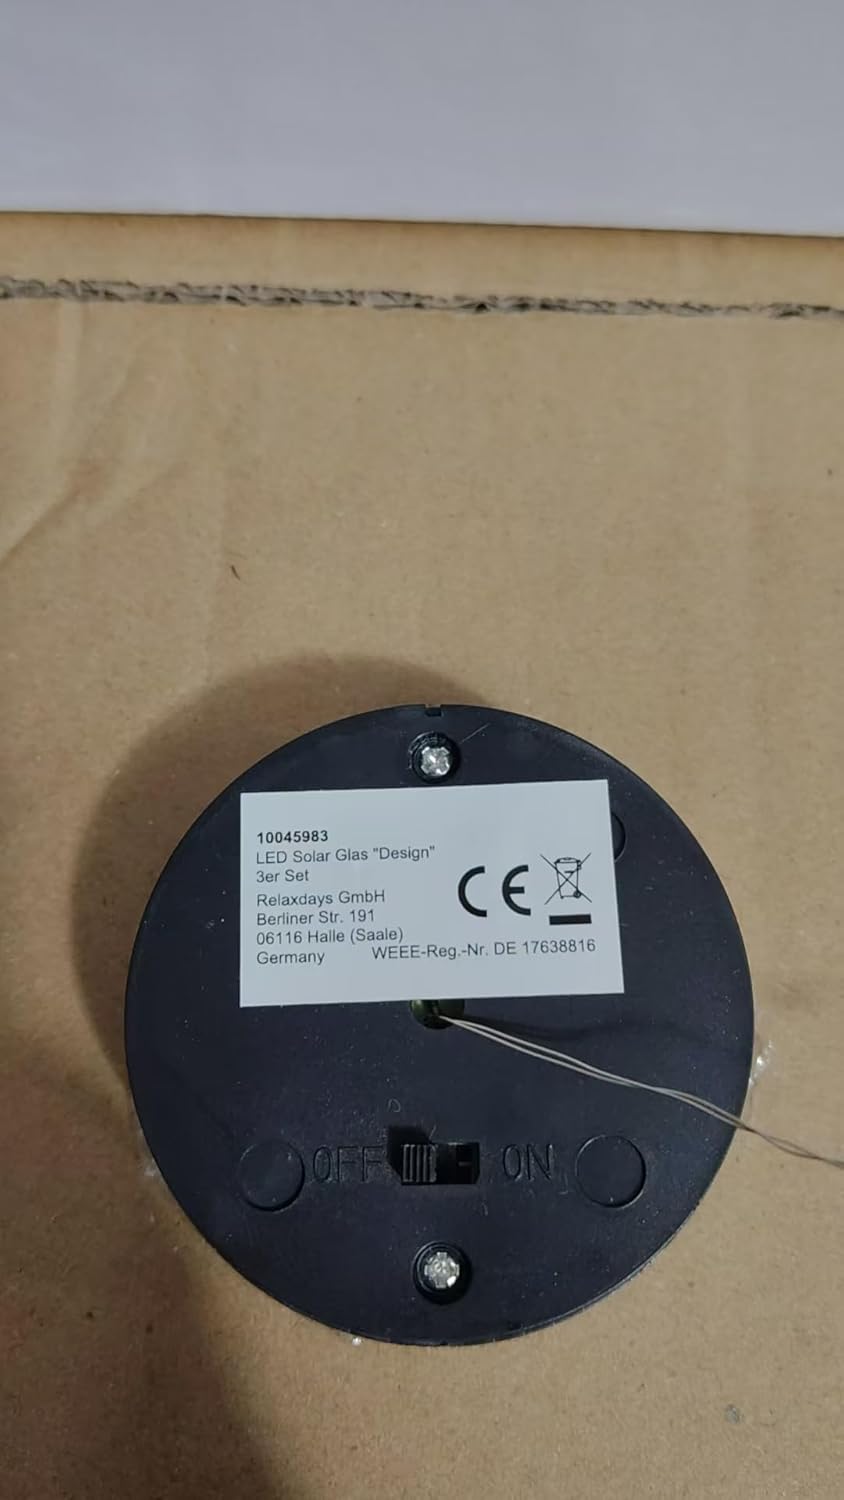 10045983
LED Solar Glas "Design"
3er Set
Relaxdays GmbH
Berliner Str. 191
06116 Halle (Saale)
Germany WEEE-Reg.-Nr. DE 17638816
CE
OFF ON